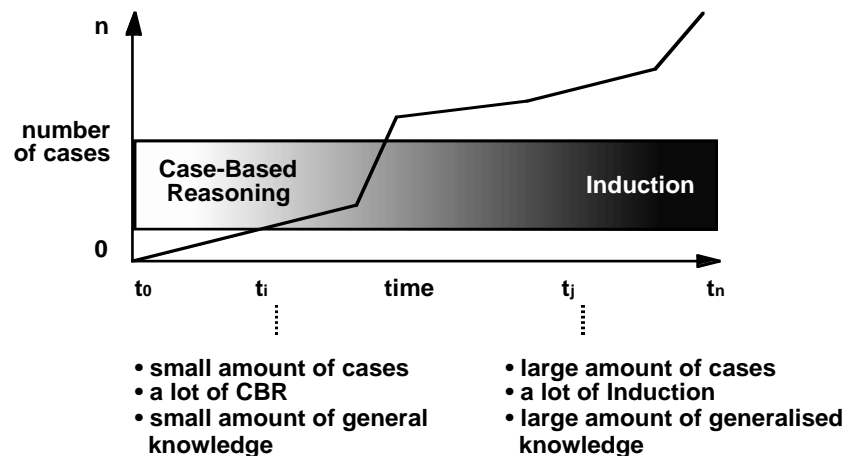 n
number
of cases
Case-Based
Reasoning
Induction
0
t0 ti time tj tn
• small amount of cases
• a lot of CBR
• small amount of general
knowledge
• large amount of cases
• a lot of Induction
• large amount of generalised
knowledge